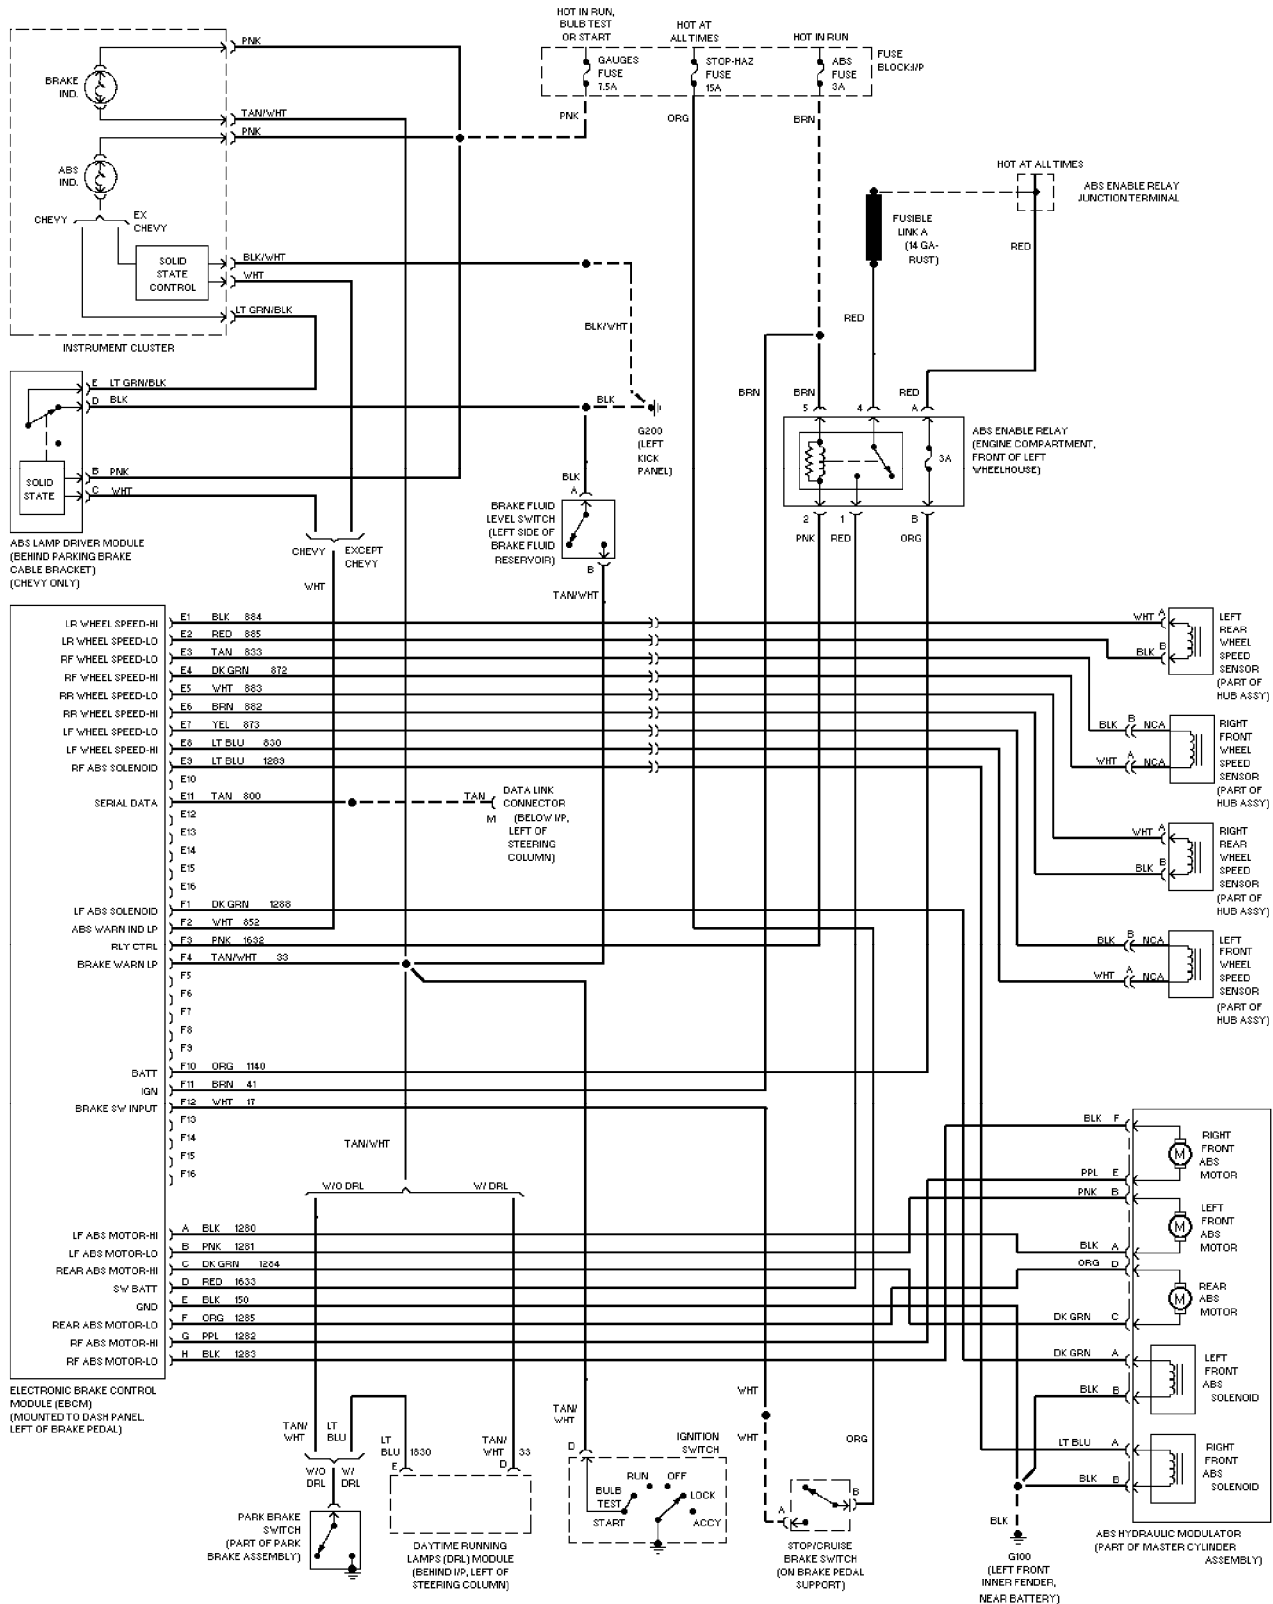 HOT IN RUN,
BULB TEST
OR START
HOT AT
ALL TIMES
HOT IN RUN
GAUGES
FUSE
7.5A
STOP-HAZ
FUSE
15A
ABS
FUSE
3A
FUSE
BLOCK:I/P
PNK
ORG
BRN
BRAKE
IND.
PNK
TAN/WHT
PNK
ABS
IND.
CHEVY
EX
CHEVY
SOLID
STATE
CONTROL
BLK/WHT
WHT
LT GRN/BLK
INSTRUMENT CLUSTER
HOT AT ALL TIMES
ABS ENABLE RELAY
JUNCTION TERMINAL
FUSIBLE
LINK A
(14 GA-
RUST)
RED
RED
BLK/WHT
E LT GRN/BLK
D BLK
B PNK
C WHT
SOLID
STATE
ABS LAMP DRIVER MODULE
(BEHIND PARKING BRAKE
CABLE BRACKET)
(CHEVY ONLY)
CHEVY
EXCEPT
CHEVY
WHT
BLK
G200
(LEFT
KICK
PANEL)
BLK
A
BRAKE FLUID
LEVEL SWITCH
(LEFT SIDE OF
BRAKE FLUID
RESERVOIR)
B
TAN/WHT
BRN
BRN
RED
5 4 A
3A
ABS ENABLE RELAY
(ENGINE COMPARTMENT,
FRONT OF LEFT
WHEELHOUSE)
2 1 B
PNK RED ORG
LR WHEEL SPEED-HI E1 BLK 884
LR WHEEL SPEED-LO E2 RED 885
RF WHEEL SPEED-LO E3 TAN 833
RF WHEEL SPEED-HI E4 DK GRN 872
RR WHEEL SPEED-LO E5 WHT 883
RR WHEEL SPEED-HI E6 BRN 882
LF WHEEL SPEED-LO E7 YEL 873
LF WHEEL SPEED-HI E8 LT BLU 830
RF ABS SOLENOID E9 LT BLU 1289
E10
SERIAL DATA E11 TAN 800
E12
E13
E14
E15
E16
LF ABS SOLENOID F1 DK GRN 1288
ABS WARN IND LP F2 WHT 852
RLY CTRL F3 PNK 1632
BRAKE WARN LP F4 TAN/WHT 33
F5
F6
F7
F8
F9
BATT F10 ORG 1140
IGN F11 BRN 41
BRAKE SW INPUT F12 WHT 17
F13
F14
F15
F16
TAN
M
DATA LINK
CONNECTOR
(BELOW I/P,
LEFT OF
STEERING
COLUMN)
WHT A
BLK B
LEFT
REAR
WHEEL
SPEED
SENSOR
(PART OF
HUB ASSY)
BLK B NCA
WHT A NCA
RIGHT
FRONT
WHEEL
SPEED
SENSOR
(PART OF
HUB ASSY)
WHT A
BLK B
RIGHT
REAR
WHEEL
SPEED
SENSOR
(PART OF
HUB ASSY)
BLK B NCA
WHT A NCA
LEFT
FRONT
WHEEL
SPEED
SENSOR
(PART OF
HUB ASSY)
TAN/WHT
W/O DRL
W/ DRL
LF ABS MOTOR-HI A BLK 1280
LF ABS MOTOR-LO B PNK 1281
REAR ABS MOTOR-HI C DK GRN 1284
SW BATT D RED 1633
GND E BLK 150
REAR ABS MOTOR-LO F ORG 1285
RF ABS MOTOR-HI G PPL 1282
RF ABS MOTOR-LO H BLK 1283
ELECTRONIC BRAKE CONTROL
MODULE (EBCM)
(MOUNTED TO DASH PANEL
LEFT OF BRAKE PEDAL)
BLK F
PPL E
PNK B
BLK A
ORG D
DK GRN C
DK GRN A
BLK B
LT BLU A
BLK B
M
RIGHT
FRONT
ABS
MOTOR
M
LEFT
FRONT
ABS
MOTOR
M
REAR
ABS
MOTOR
LEFT
FRONT
ABS
SOLENOID
RIGHT
FRONT
ABS
SOLENOID
ABS HYDRAULIC MODULATOR
(PART OF MASTER CYLINDER
ASSEMBLY)
BLK
G100
(LEFT FRONT
INNER FENDER,
NEAR BATTERY)
TAN/
WHT
LT
BLU
W/O
DRL
W/
DRL
PARK BRAKE
SWITCH
(PART OF PARK
BRAKE ASSEMBLY)
LT
BLU 1830
E
TAN/
WHT 33
D
DAYTIME RUNNING
LAMPS (DRL) MODULE
(BEHIND I/P, LEFT OF
STEERING COLUMN)
TAN/
WHT
D
IGNITION
SWITCH
RUN
OFF
BULB
TEST
LOCK
START
ACCY
WHT
WHT
ORG
A
B
STOP/CRUISE
BRAKE SWITCH
(ON BRAKE PEDAL
SUPPORT)